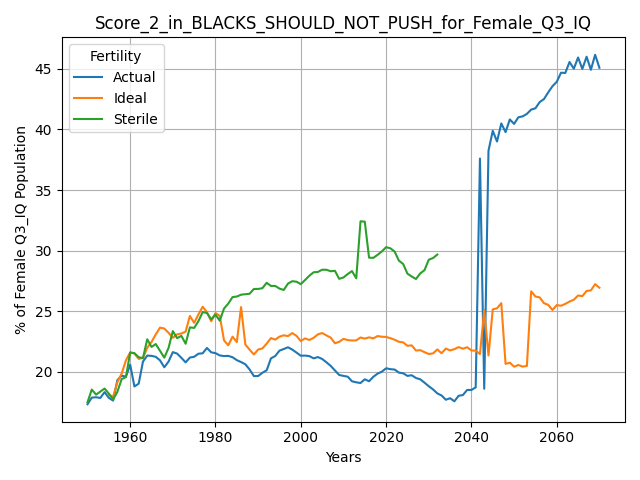 Score_2_in_BLACKS_SHOULD_NOT_PUSH_for_Female_Q3_IQ
Fertility
Actual
Ideal
Sterile
% of Female Q3_IQ Population
45
40
35
30
25
20
1960
1980
2000
2020
2040
2060
Years